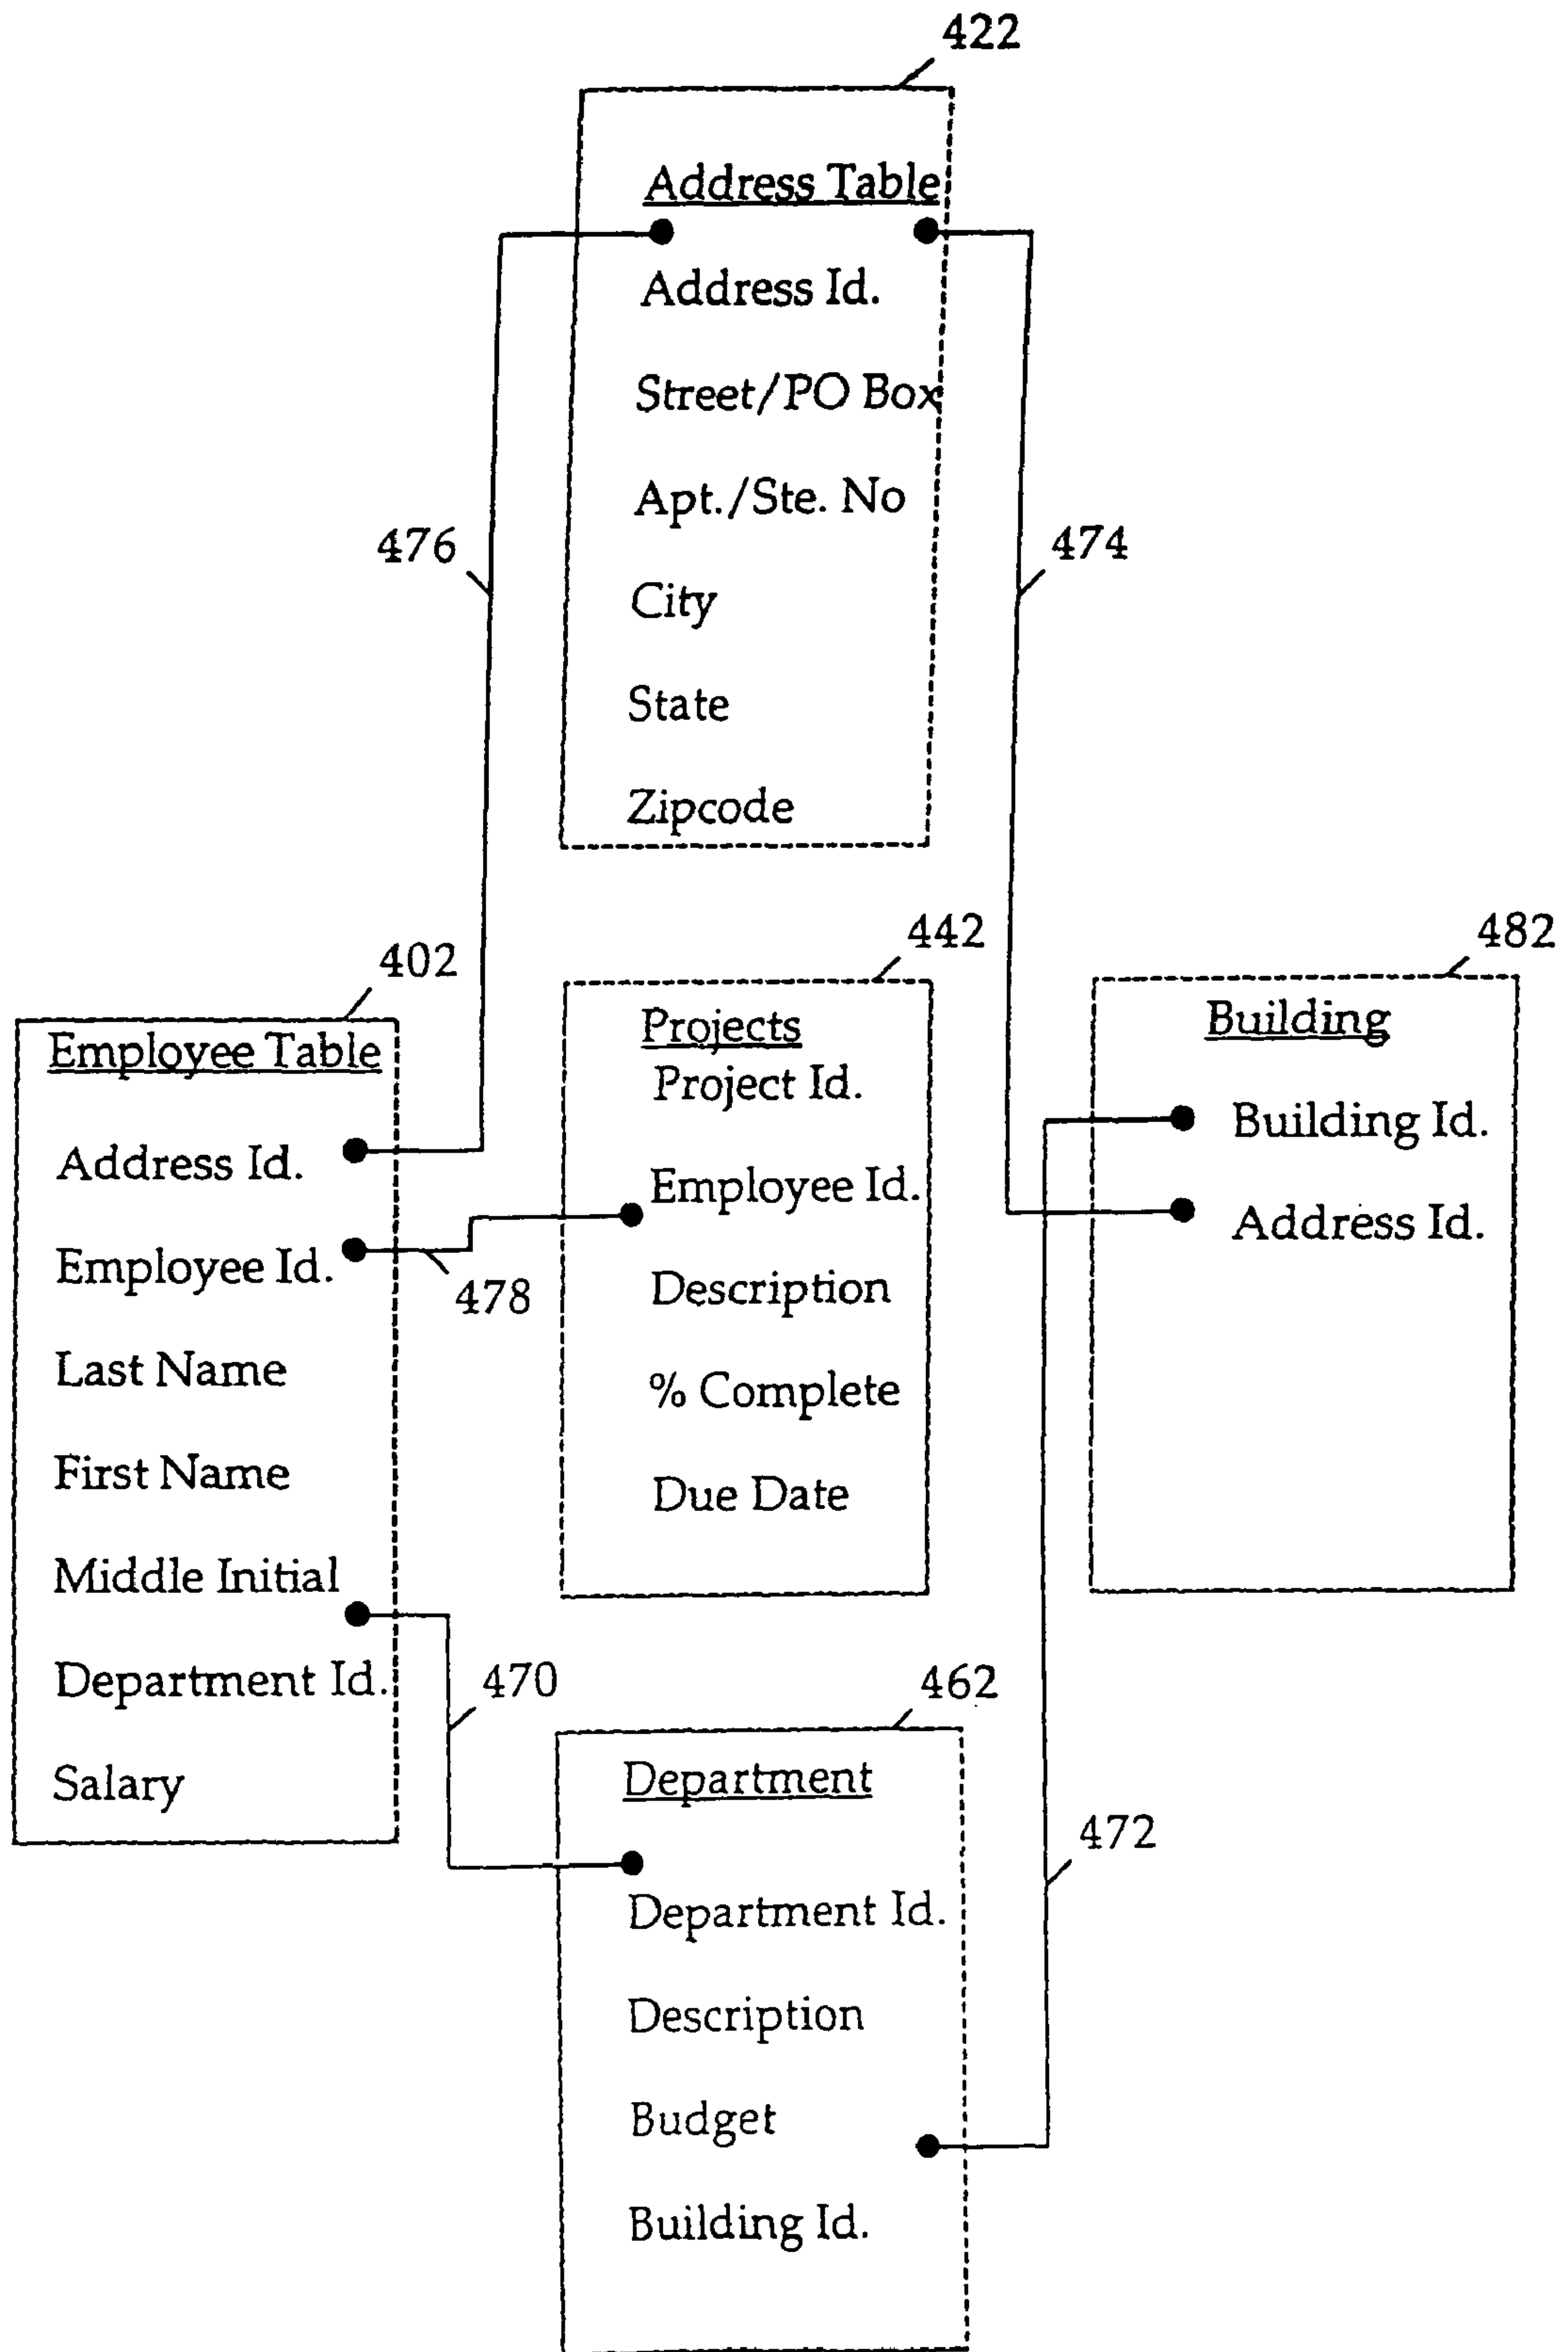 422
Address Table
Address Id.
Street/PO Box
Apt./Ste. No
City
State
Zipcode
476
474
402
Employee Table
Address Id.
Employee Id.
Last Name
First Name
Middle Initial
Department Id.
Salary
478
442
Projects
Project Id.
Employee Id.
Description
% Complete
Due Date
482
Building
Building Id.
Address Id.
470
462
Department
Department Id.
Description
Budget
Building Id.
472